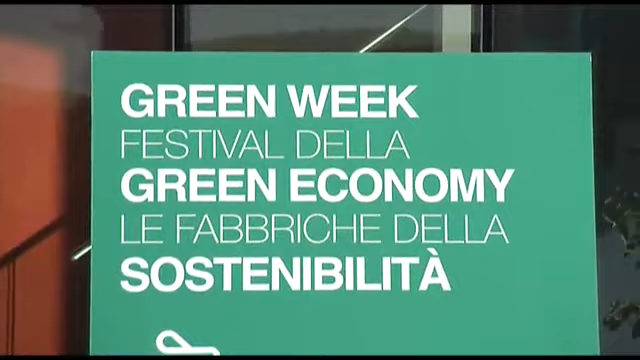 GREEN WEEK
FESTIVAL DELLA
GREEN ECONOMY
LE FABBRICHE DELLA
SOSTENIBILITÀ